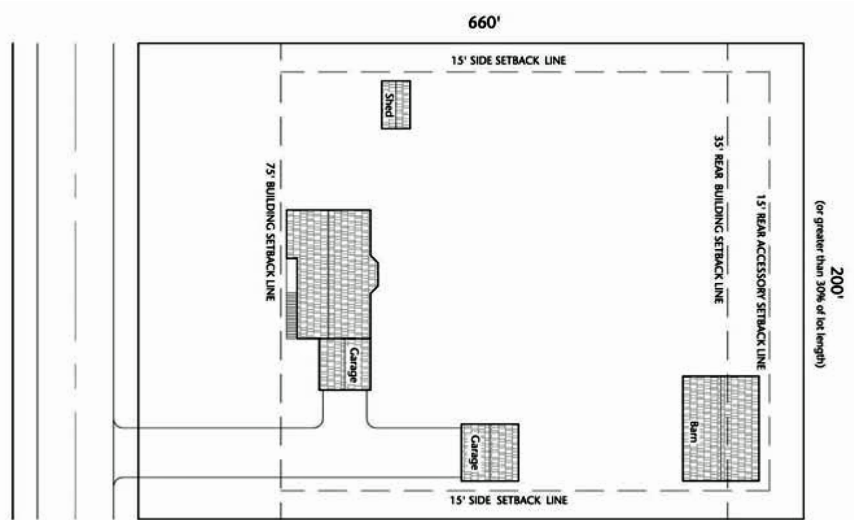 660'
15' SIDE SETBACK LINE
Shed
75' BUILDING SETBACK LINE
35' REAR BUILDING SETBACK LINE
15' REAR ACCESSORY SETBACK LINE
200'
(or greater than 30% of lot length)
Garage
Garage
Barn
15' SIDE SETBACK LINE